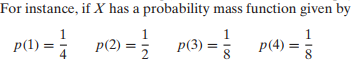 For instance, if X has a probability mass function given by
p(1) = 1/4 p(2) = 1/2 p(3) = 1/8 p(4) = 1/8